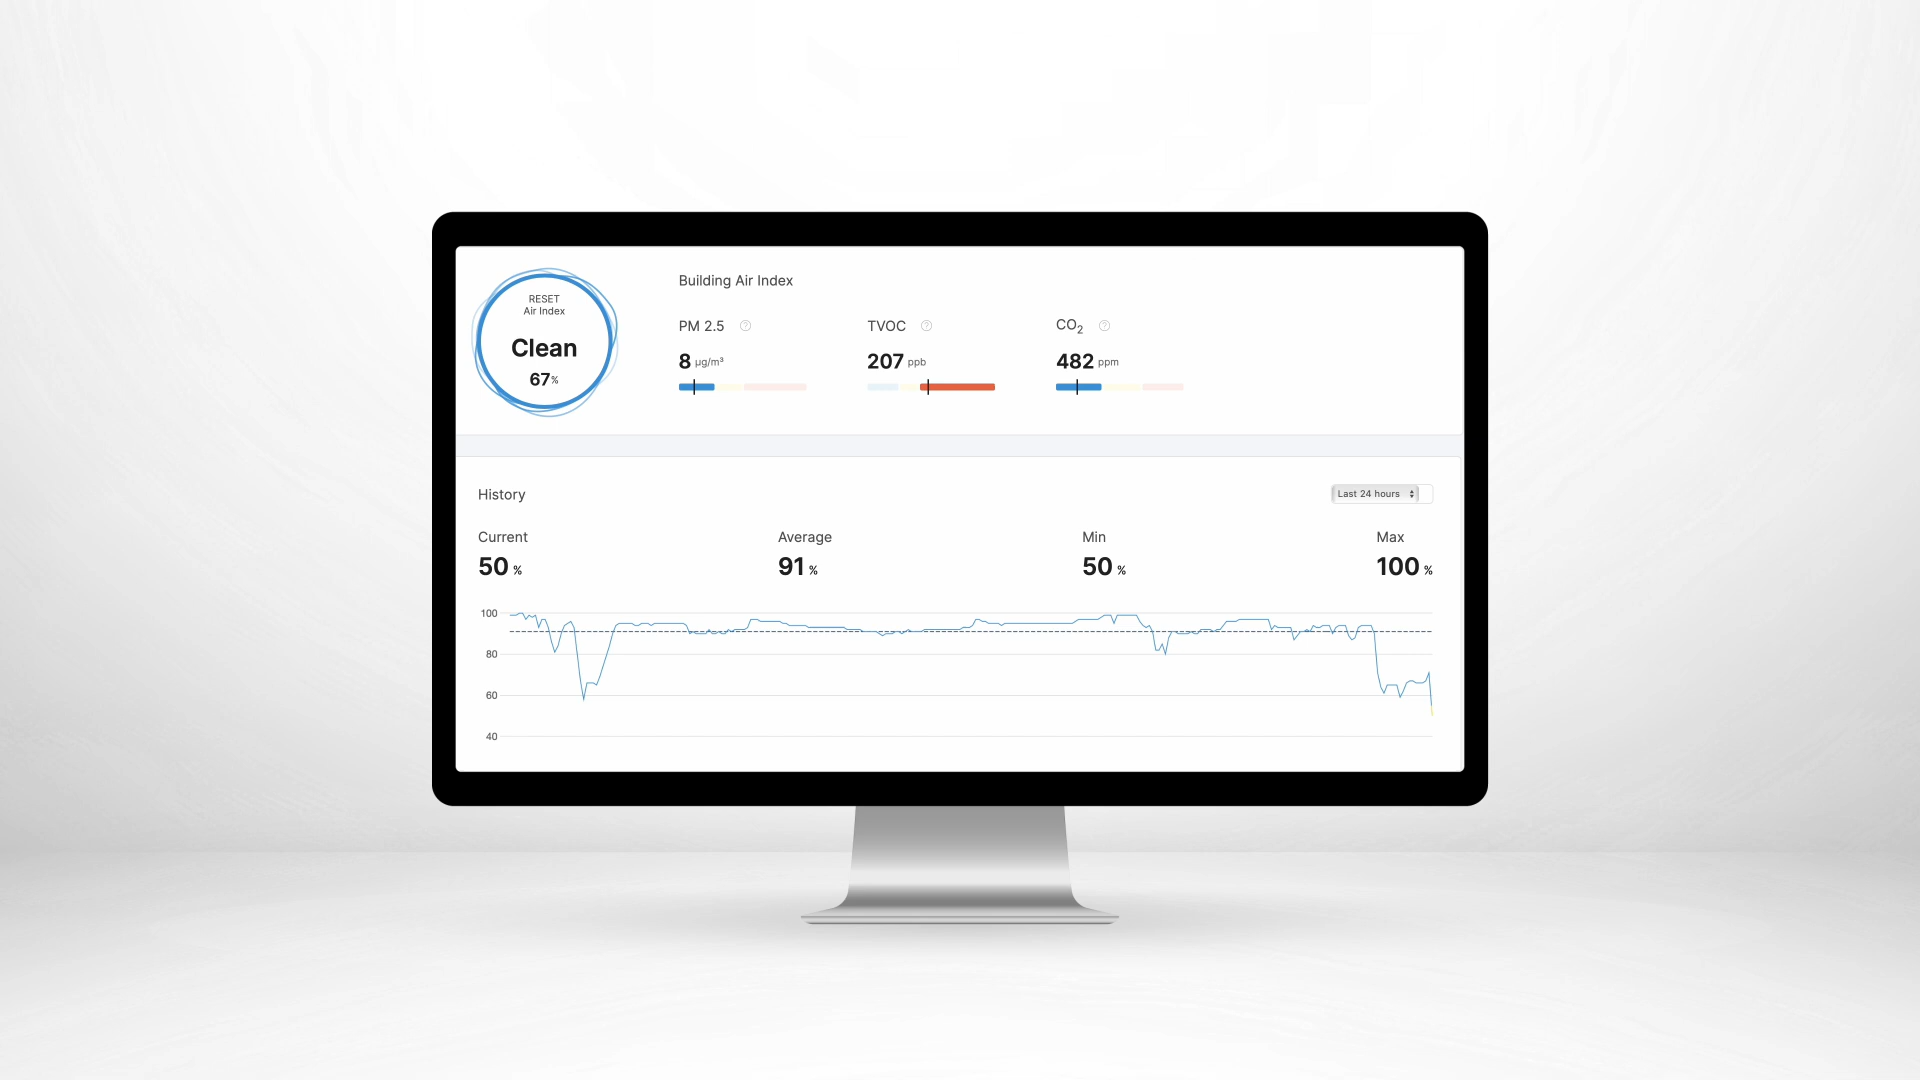 RESET
Air Index
Clean
67%
Building Air Index
PM 2.5
8 µg/m³
TVOC
207 ppb
CO₂
482 ppm
History
Last 24 hours
Current
50 %
Average
91 %
Min
50 %
Max
100 %
100
80
60
40